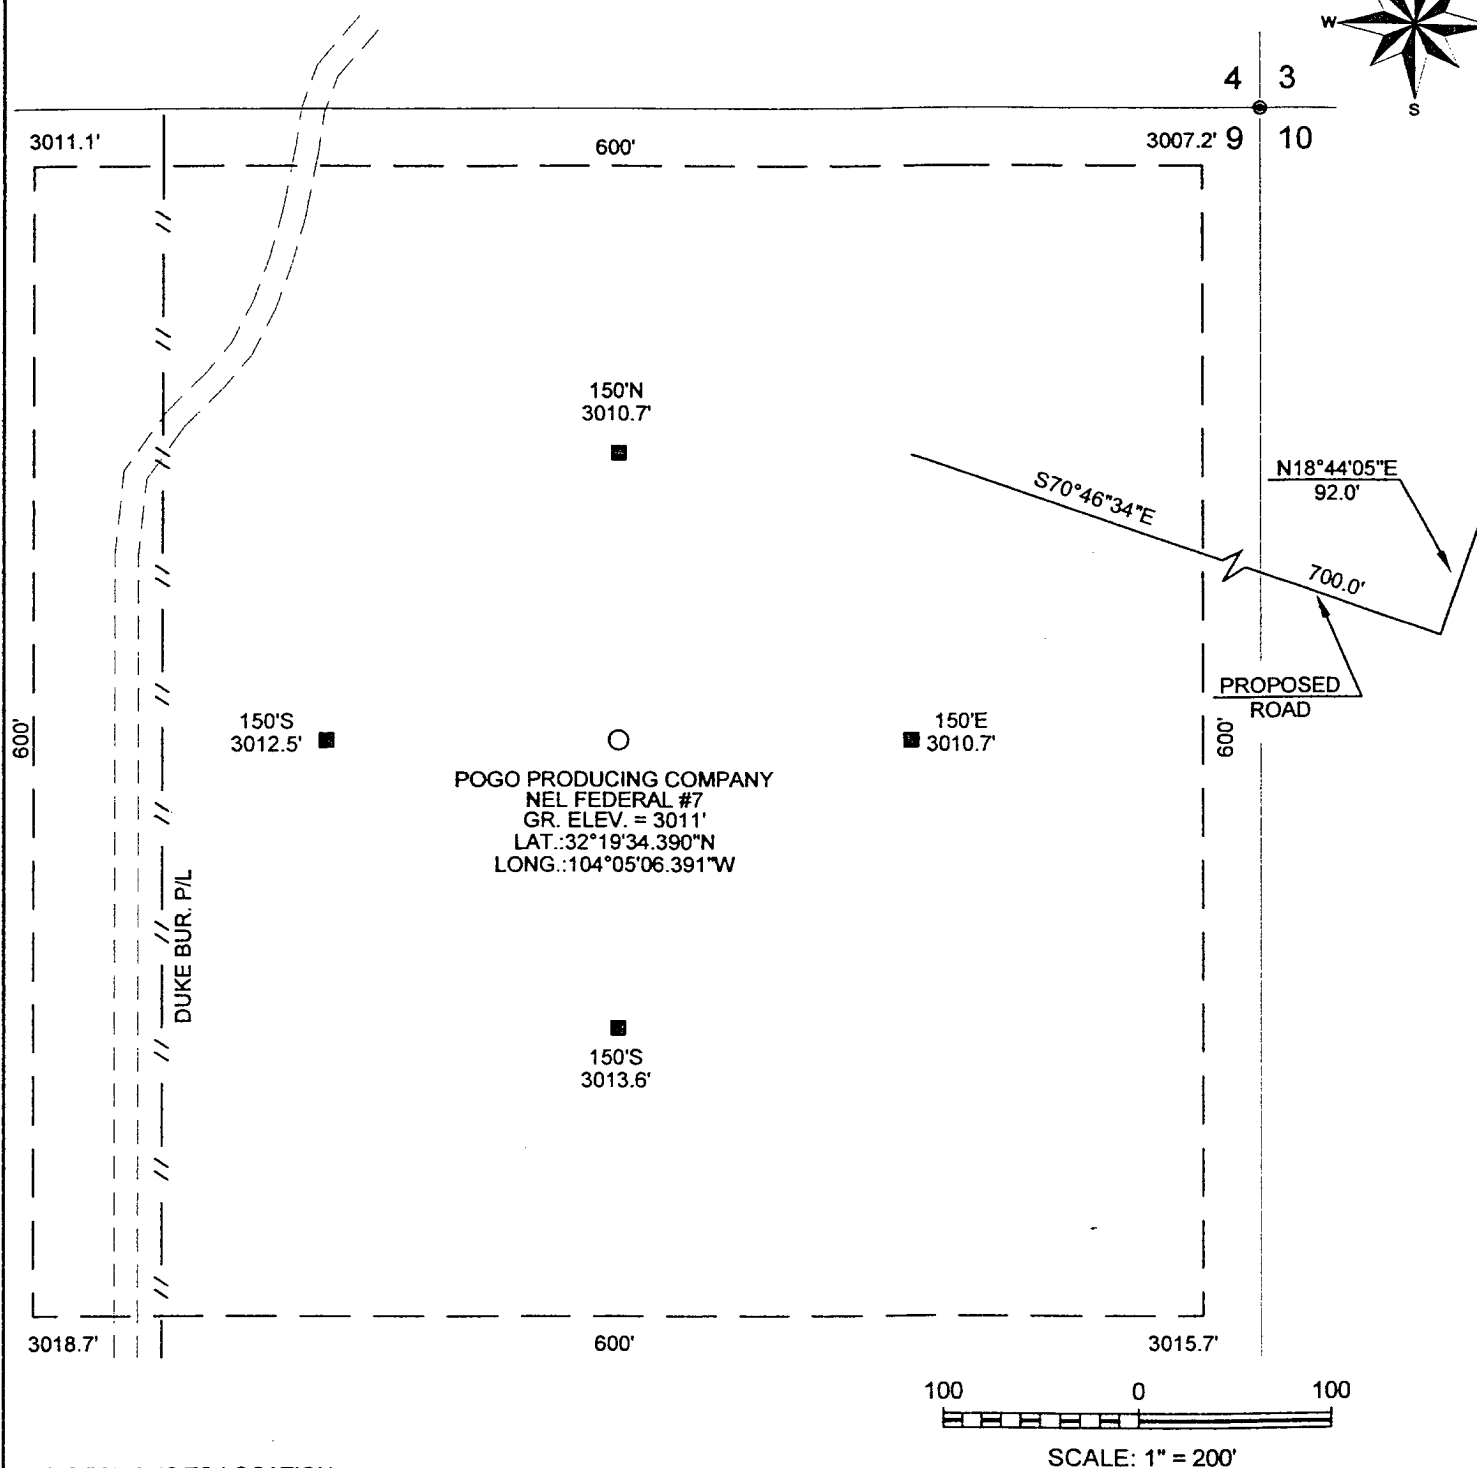 W
S
4 3
9 10
3011.1'
600'
3007.2'
150'N
3010.7'
S70°46"34"E
N18°44'05"E
92.0'
700.0'
PROPOSED
ROAD
600'
150'S
3012.5'
150'E
3010.7'
600'
POGO PRODUCING COMPANY
NEL FEDERAL #7
GR. ELEV. = 3011'
LAT.:32°19'34.390"N
LONG.:104°05'06.391"W
DUKE BUR. P/L
150'S
3013.6'
3018.7'
600'
3015.7'
100 0 100
SCALE: 1" = 200'